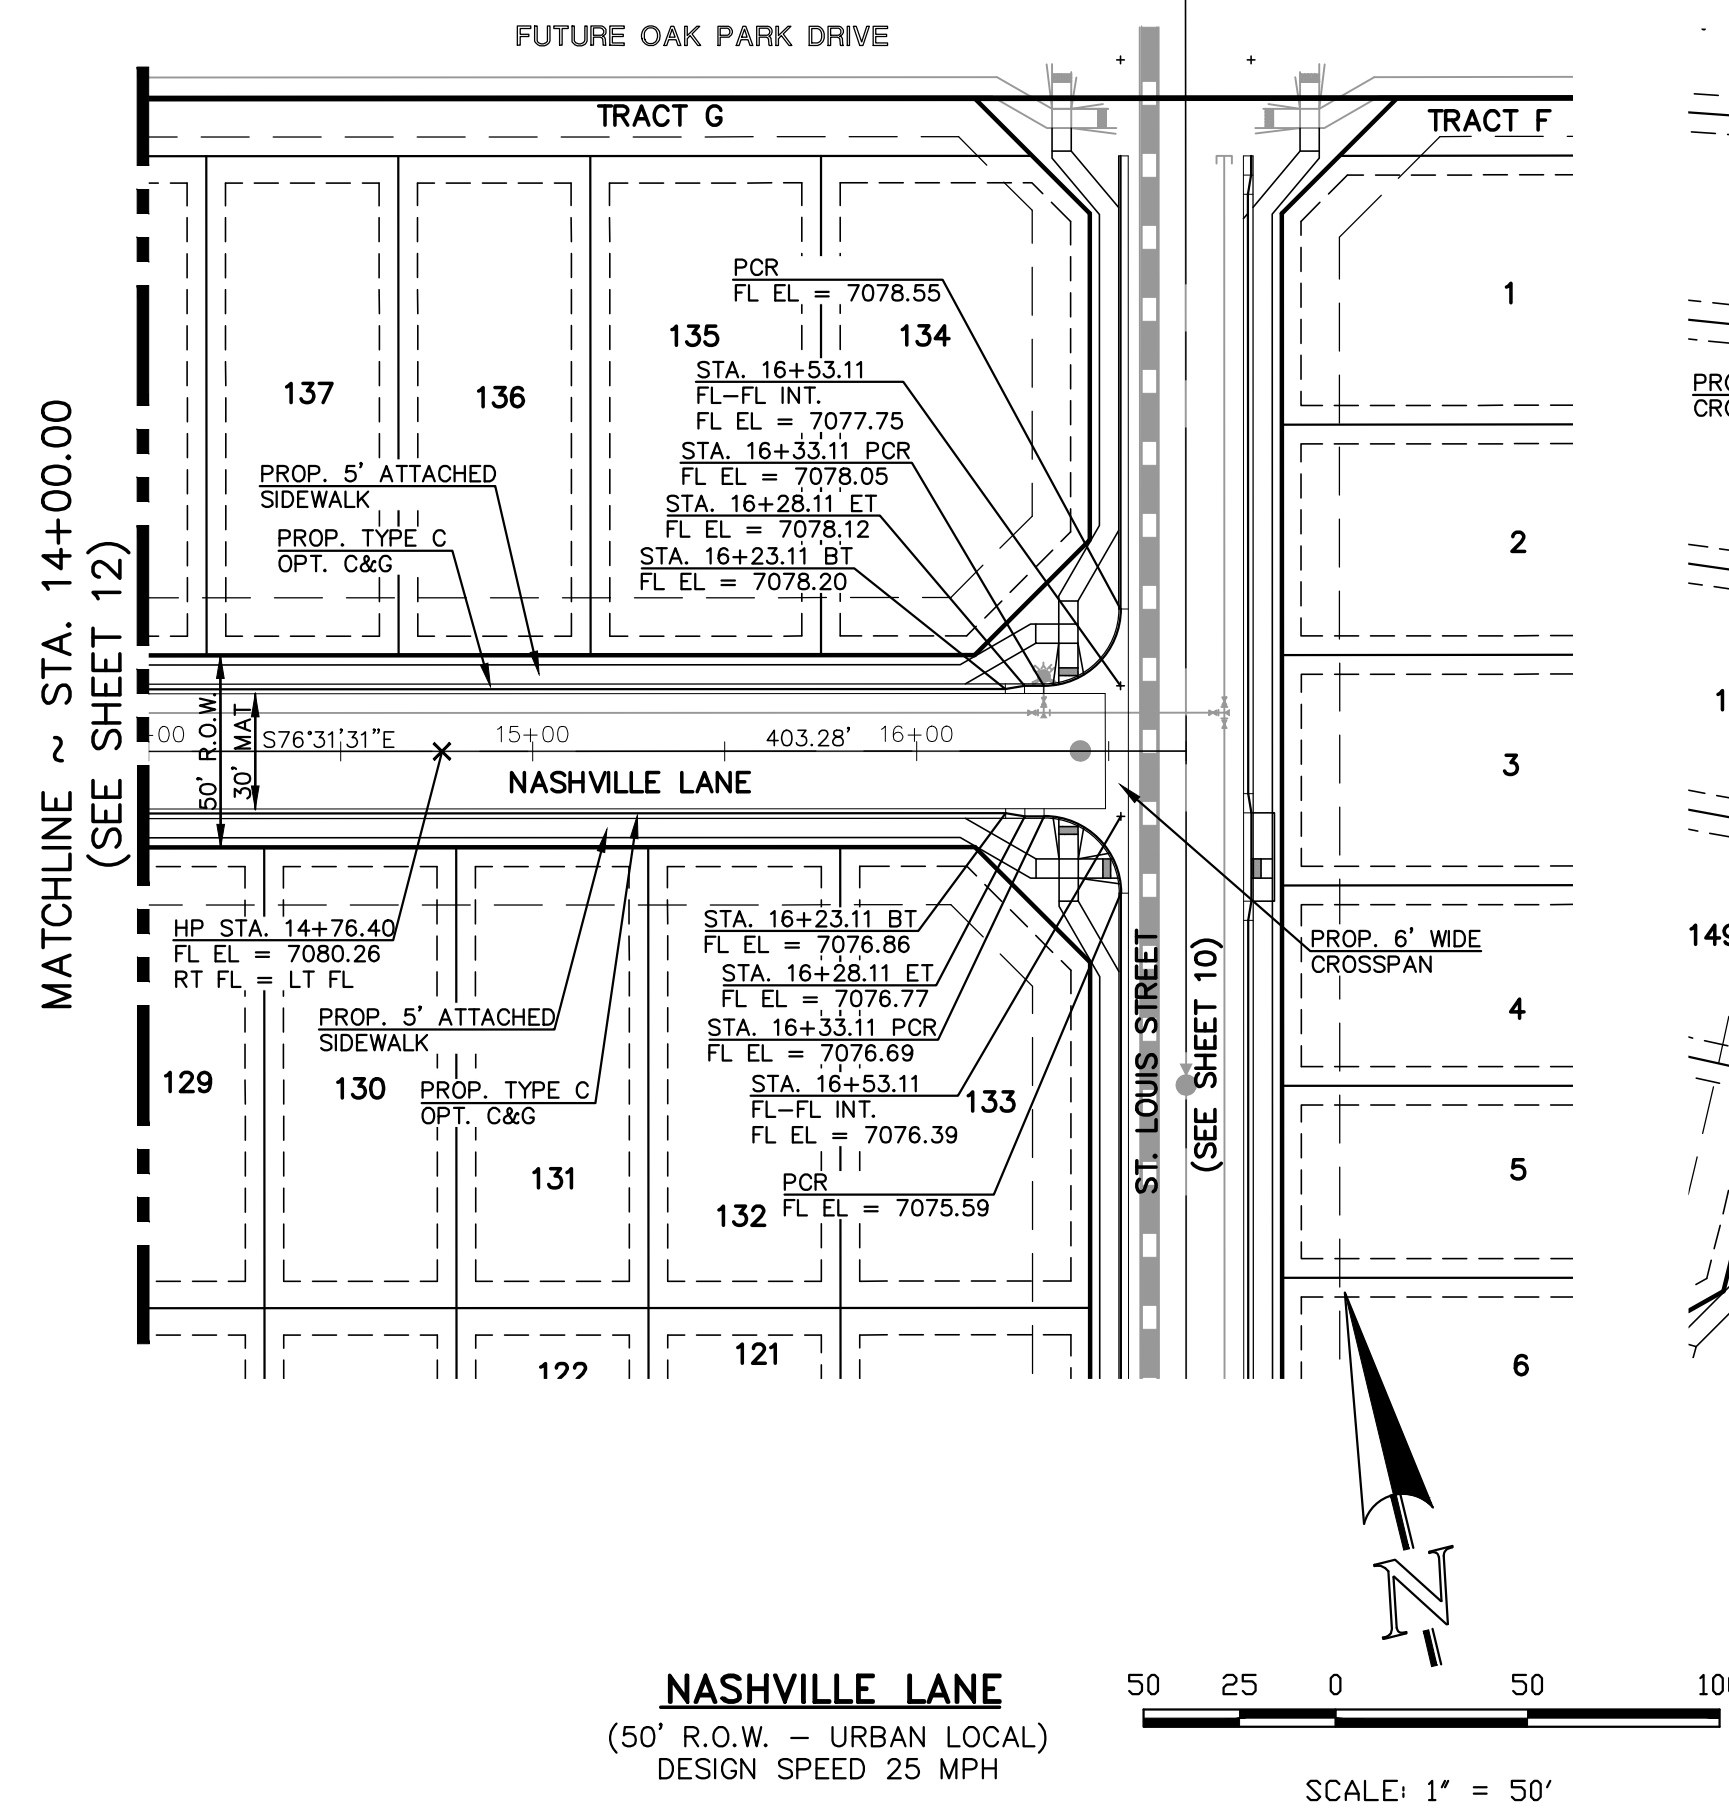 FUTURE OAK PARK DRIVE
TRACT G
TRACT F
PCR
FL EL = 7078.55
1
135
134
STA. 16+53.11
FL-FL INT.
FL EL = 7077.75
137
136
STA. 16+33.11 PCR
FL EL = 7078.05
STA. 16+28.11 ET
FL EL = 7078.12
STA. 16+23.11 BT
FL EL = 7078.20
PROP. 5' ATTACHED
SIDEWALK
PROP. TYPE C
OPT. C&G
2
MATCHLINE ~ STA. 14+00.00
(SEE SHEET 12)
50' R.O.W.
30' MAT
+00
S76°31'31"E
15+00
403.28'
16+00
NASHVILLE LANE
3
HP STA. 14+76.40
FL EL = 7080.26
RT FL = LT FL
PROP. 5' ATTACHED
SIDEWALK
PROP. TYPE C
OPT. C&G
STA. 16+23.11 BT
FL EL = 7076.86
STA. 16+28.11 ET
FL EL = 7076.77
STA. 16+33.11 PCR
FL EL = 7076.69
STA. 16+53.11
FL-FL INT.
FL EL = 7076.39
PCR
FL EL = 7075.59
ST. LOUIS STREET
(SEE SHEET 10)
PROP. 6' WIDE
CROSSPAN
149
4
129
130
133
131
132
5
121
122
6
N
NASHVILLE LANE
(50' R.O.W. - URBAN LOCAL)
DESIGN SPEED 25 MPH
50 25 0 50
SCALE: 1" = 50'